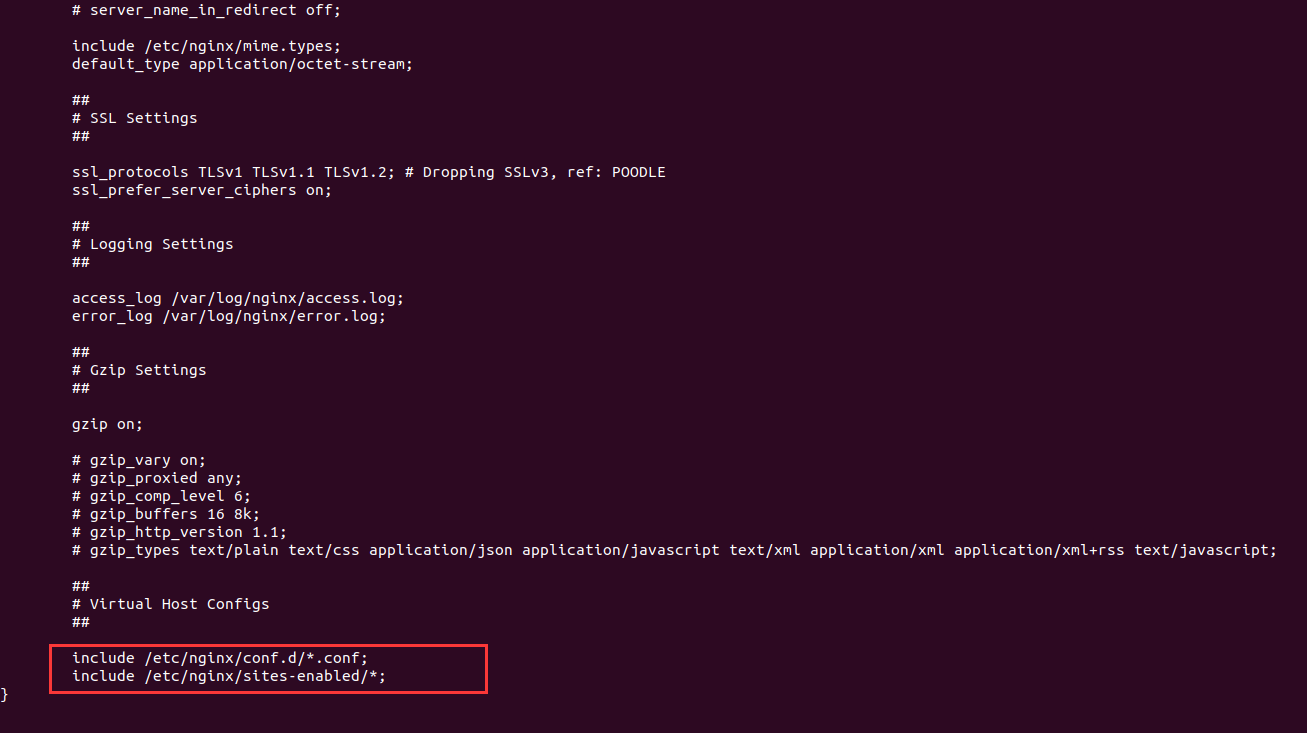 # server_name_in_redirect off;
include /etc/nginx/mime.types;
default_type application/octet-stream;
##
# SSL Settings
##
ssl_protocols TLSv1 TLSv1.1 TLSv1.2; # Dropping SSLv3, ref: POODLE
ssl_prefer_server_ciphers on;
##
# Logging Settings
##
access_log /var/log/nginx/access.log;
error_log /var/log/nginx/error.log;
##
# Gzip Settings
##
gzip on;
# gzip_vary on;
# gzip_proxied any;
# gzip_comp_level 6;
# gzip_buffers 16 8k;
# gzip_http_version 1.1;
# gzip_types text/plain text/css application/json application/javascript text/xml application/xml application/xml+rss text/javascript;
##
# Virtual Host Configs
##
include /etc/nginx/conf.d/*.conf;
include /etc/nginx/sites-enabled/*;
}